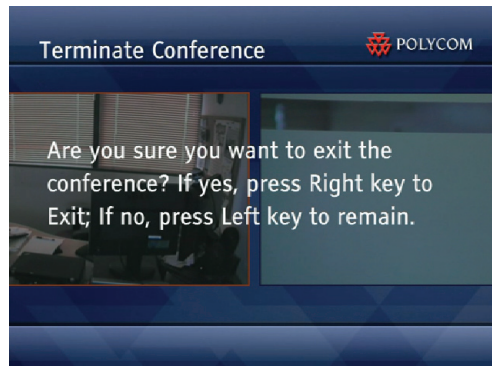 Terminate Conference
POLYCOM
Are you sure you want to exit the
conference? If yes, press Right key to
Exit; If no, press Left key to remain.